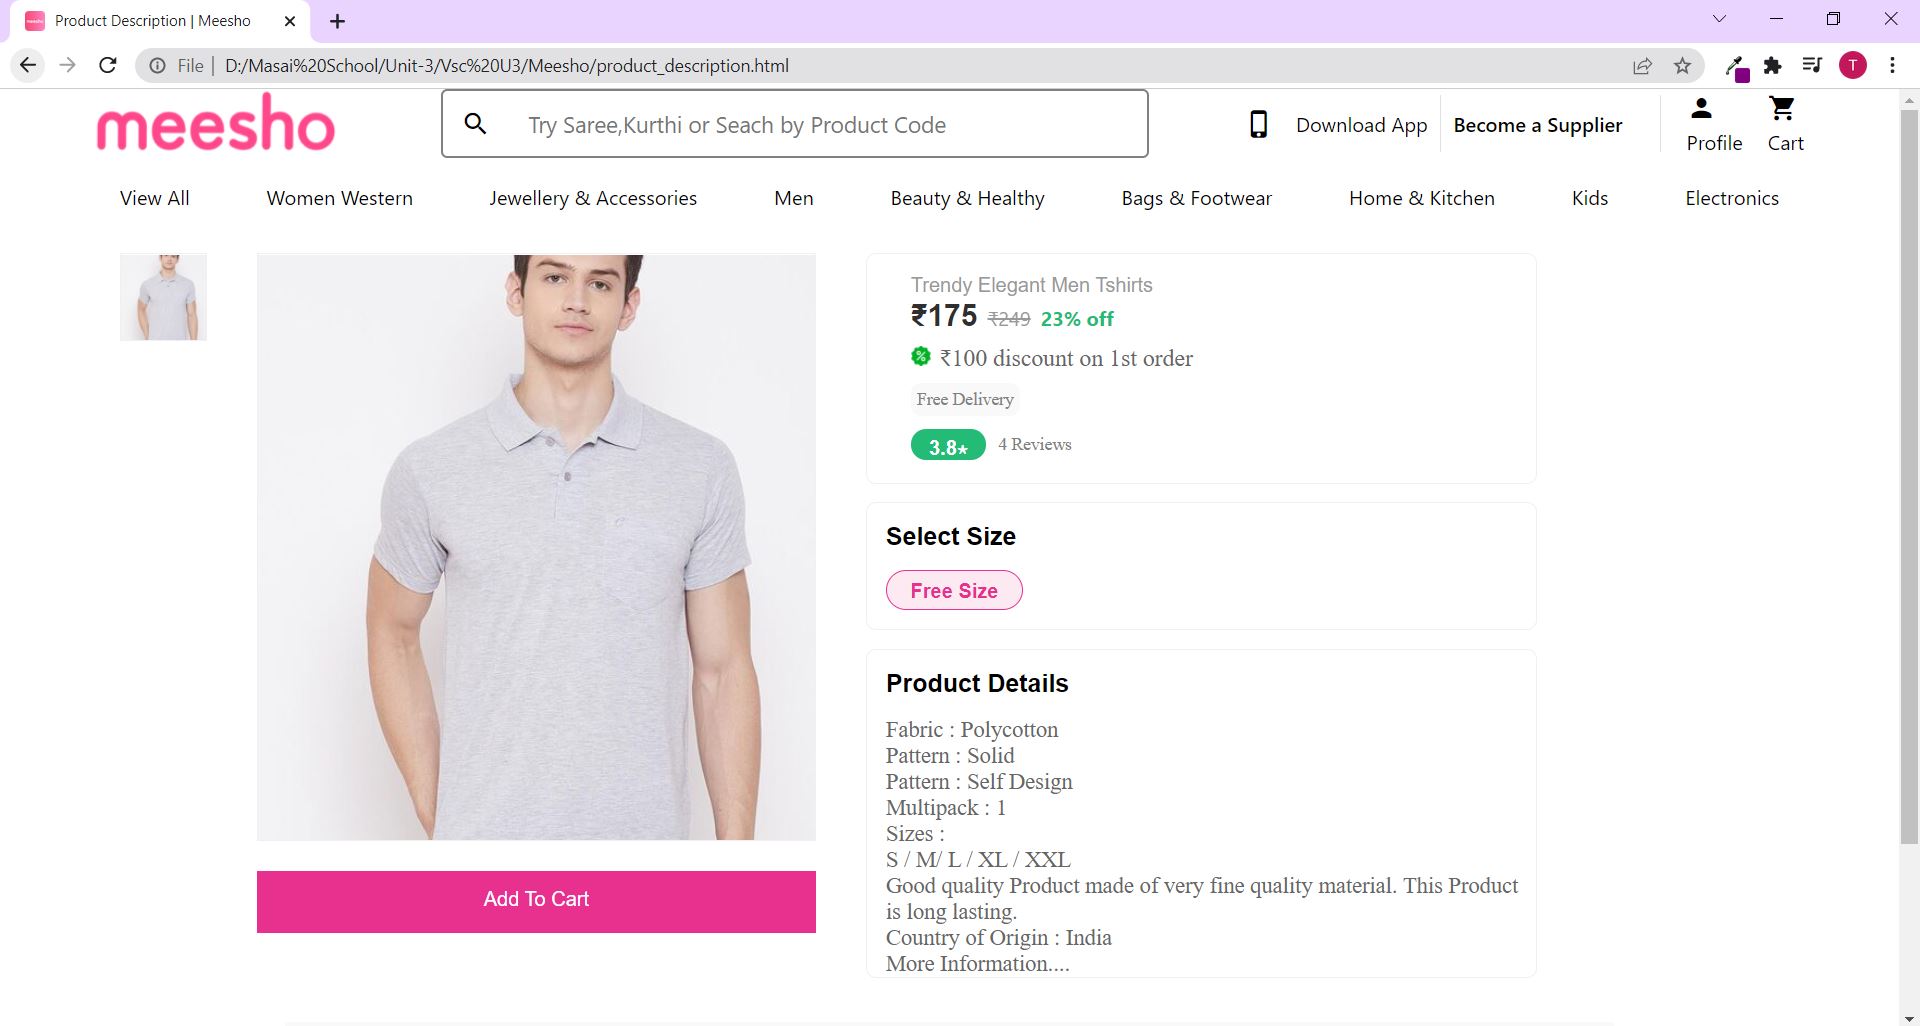 Product Description | Meesho
File | D:/Masai%20School/Unit-3/Vsc%20U3/Meesho/product_description.html
T
meesho
Try Saree,Kurthi or Seach by Product Code
Download App
Become a Supplier
Profile
Cart
View All
Women Western
Jewellery & Accessories
Men
Beauty & Healthy
Bags & Footwear
Home & Kitchen
Kids
Electronics
Trendy Elegant Men Tshirts
₹175 ₹249 23% off
₹100 discount on 1st order
Free Delivery
3.8★ 4 Reviews
Select Size
Free Size
Product Details
Fabric : Polycotton
Pattern : Solid
Pattern : Self Design
Multipack : 1
Sizes :
S / M/ L / XL / XXL
Good quality Product made of very fine quality material. This Product
is long lasting.
Country of Origin : India
More Information....
Add To Cart